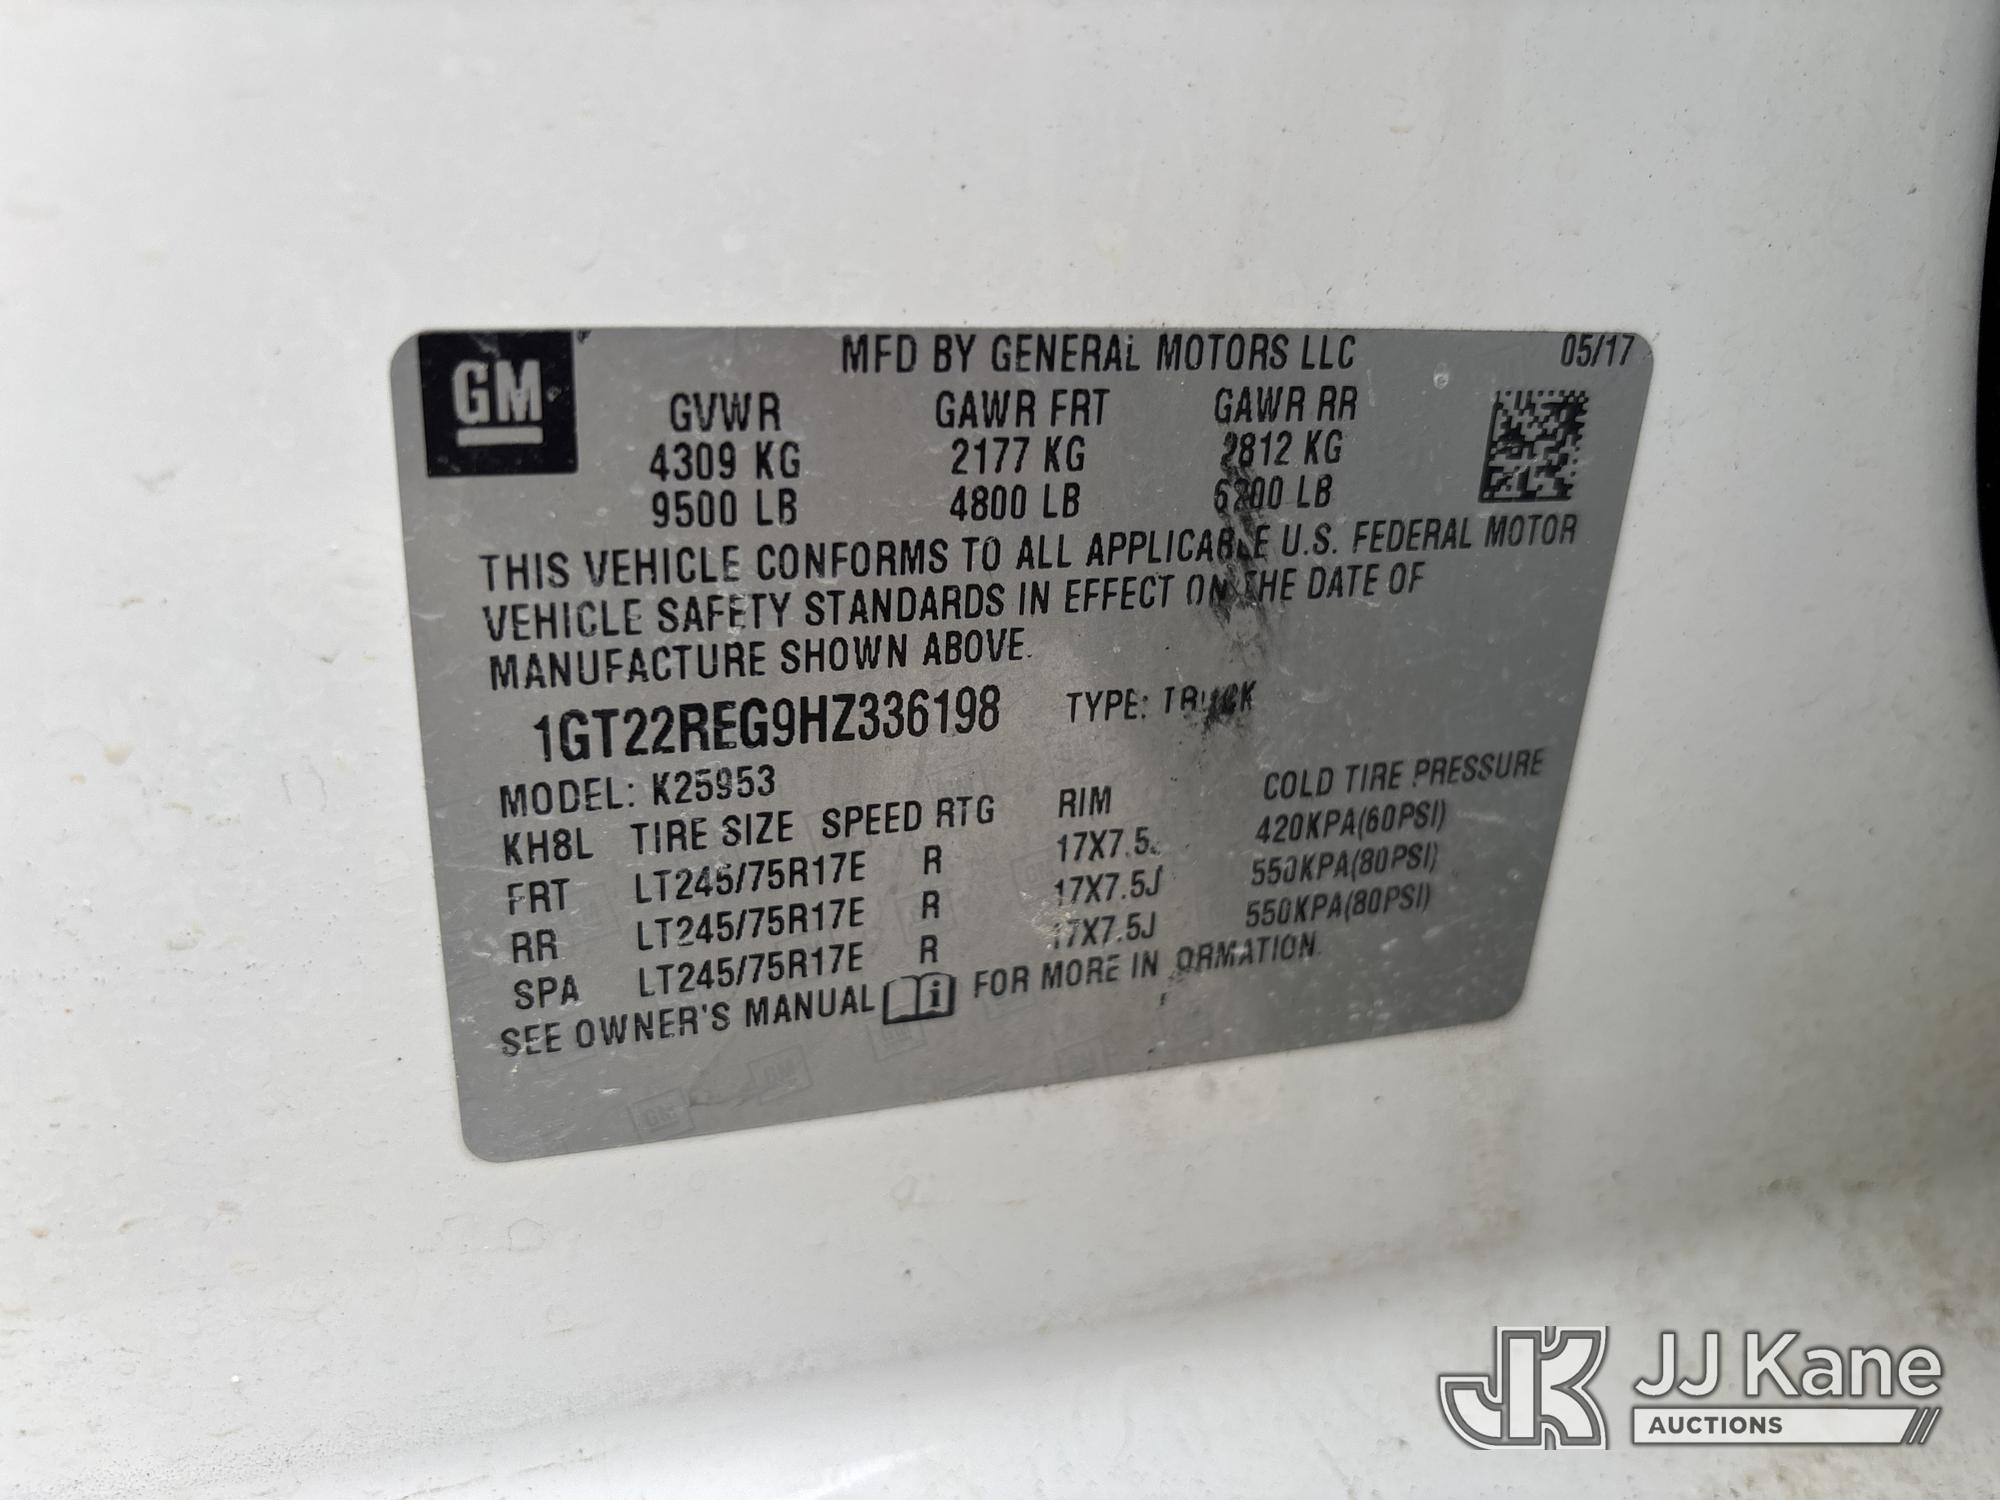 GM
MFD BY GENERAL MOTORS LLC 05/17
GVWR GAWR FRT GAWR RR
4309 KG 2177 KG 2812 KG
9500 LB 4800 LB 6200 LB
THIS VEHICLE CONFORMS TO ALL APPLICABLE U.S. FEDERAL MOTOR
VEHICLE SAFETY STANDARDS IN EFFECT ON THE DATE OF
MANUFACTURE SHOWN ABOVE.
1GT22REG9HZ336198 TYPE: TRUCK
MODEL: K25953
KH8L TIRE SIZE SPEED RTG RIM COLD TIRE PRESSURE
FRT LT245/75R17E R 17X7.5J 420KPA(60PSI)
RR LT245/75R17E R 17X7.5J 550KPA(80PSI)
SPA LT245/75R17E R 17X7.5J 550KPA(80PSI)
SEE OWNER'S MANUAL i FOR MORE INFORMATION.
JK JJ Kane
AUCTIONS